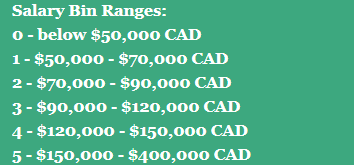 Salary Bin Ranges:
0 - below $50,000 CAD
1 - $50,000 - $70,000 CAD
2 - $70,000 - $90,000 CAD
3 - $90,000 - $120,000 CAD
4 - $120,000 - $150,000 CAD
5 - $150,000 - $400,000 CAD